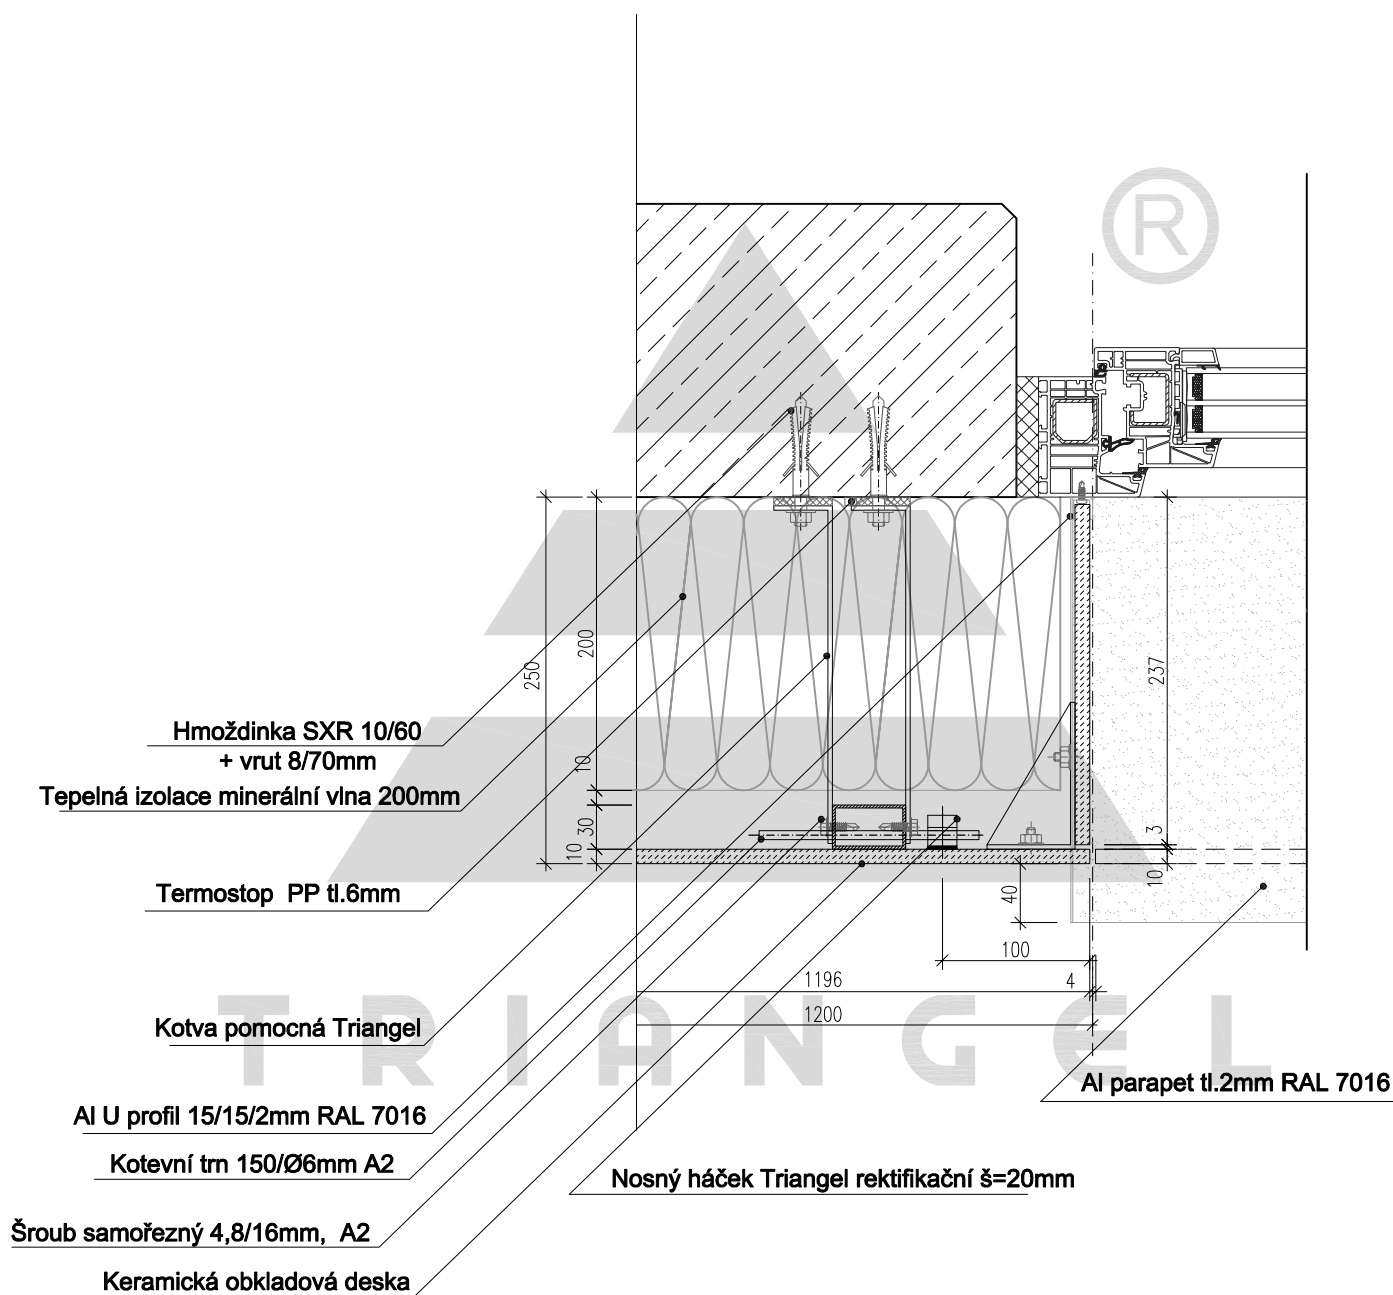 ®
250
200
10
30
10
237
3
10
40
100
1196
4
1200
Hmoždinka SXR 10/60
+ vrut 8/70mm
Tepelná izolace minerální vlna 200mm
Termostop PP tl.6mm
Kotva pomocná Triangel
TRIANGEL
Al parapet tl.2mm RAL 7016
Al U profil 15/15/2mm RAL 7016
Kotevní trn 150/Ø6mm A2
Nosný háček Triangel rektifikační š=20mm
Šroub samořezný 4,8/16mm, A2
Keramická obkladová deska